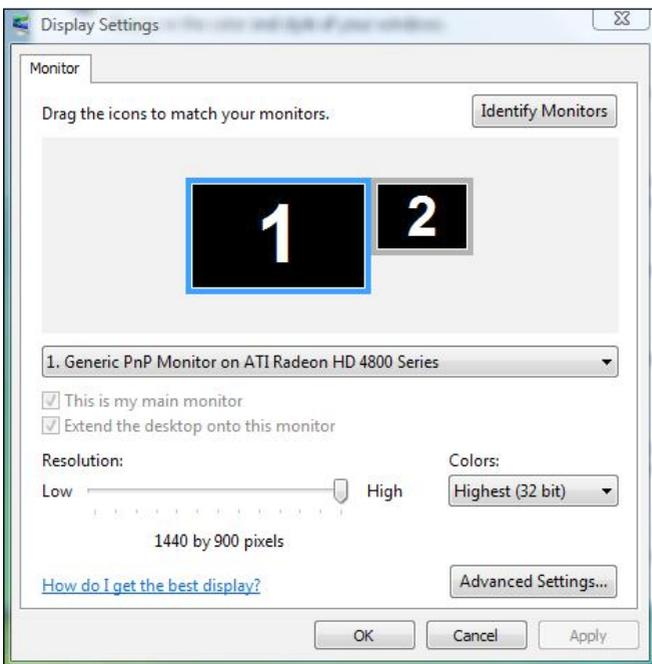 Display Settings
Monitor
Drag the icons to match your monitors.
Identify Monitors
1
2
1. Generic PnP Monitor on ATI Radeon HD 4800 Series
This is my main monitor
Extend the desktop onto this monitor
Resolution:
Colors:
Low
High
Highest (32 bit)
1440 by 900 pixels
How do I get the best display?
Advanced Settings...
OK
Cancel
Apply